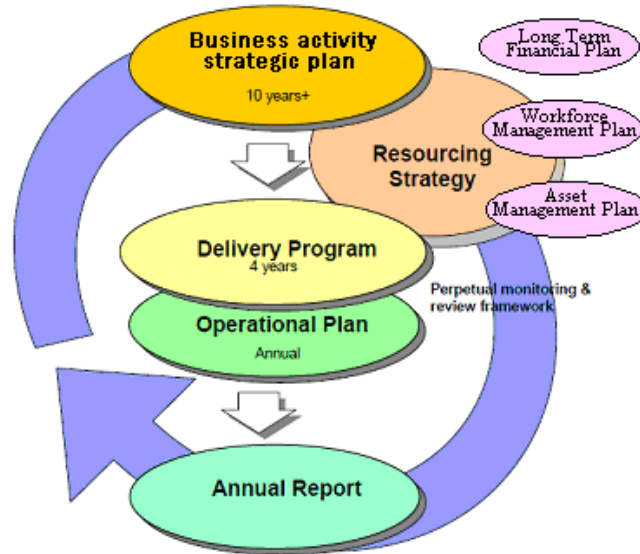 Business activity
strategic plan
10 years+
Long Term
Financial Plan
Workforce
Management Plan
Resourcing
Strategy
Asset
Management Plan
Delivery Program
4 years
Perpetual monitoring &
review framework
Operational Plan
Annual
Annual Report